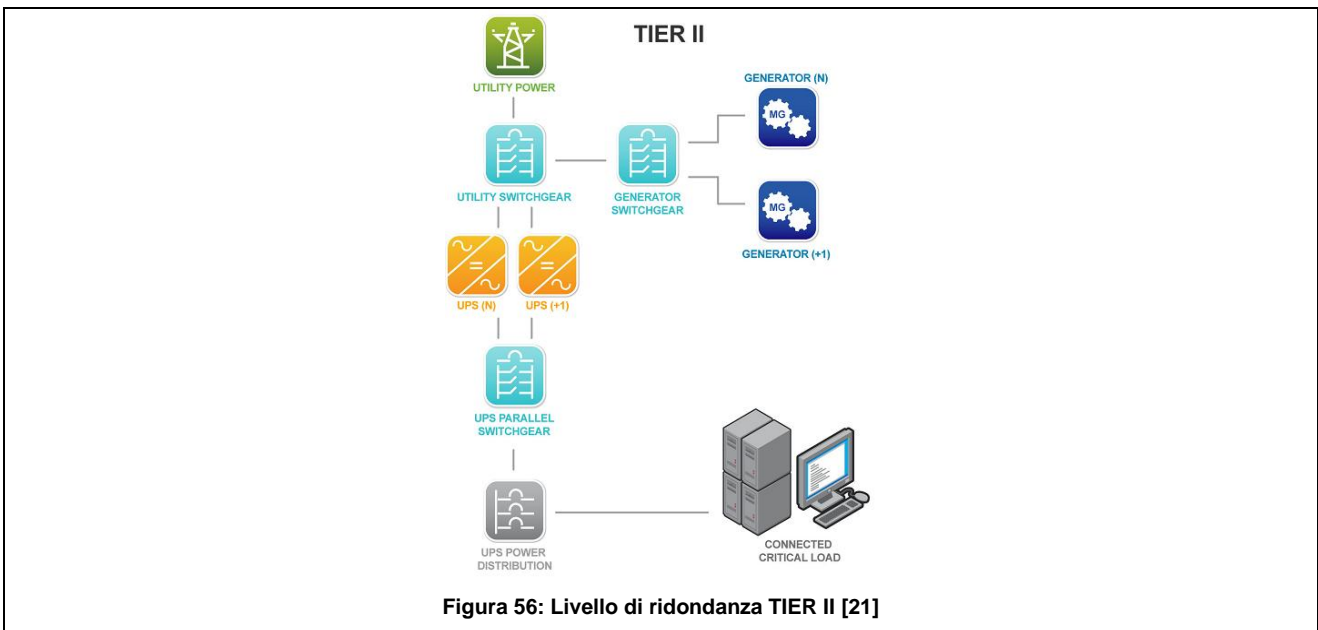 TIER II
UTILITY POWER
GENERATOR (N)
MG
UTILITY SWITCHGEAR
GENERATOR
SWITCHGEAR
MG
GENERATOR (+1)
UPS (N)
UPS (+1)
UPS PARALLEL
SWITCHGEAR
UPS POWER
DISTRIBUTION
CONNECTED
CRITICAL LOAD
Figura 56: Livello di ridondanza TIER II [21]